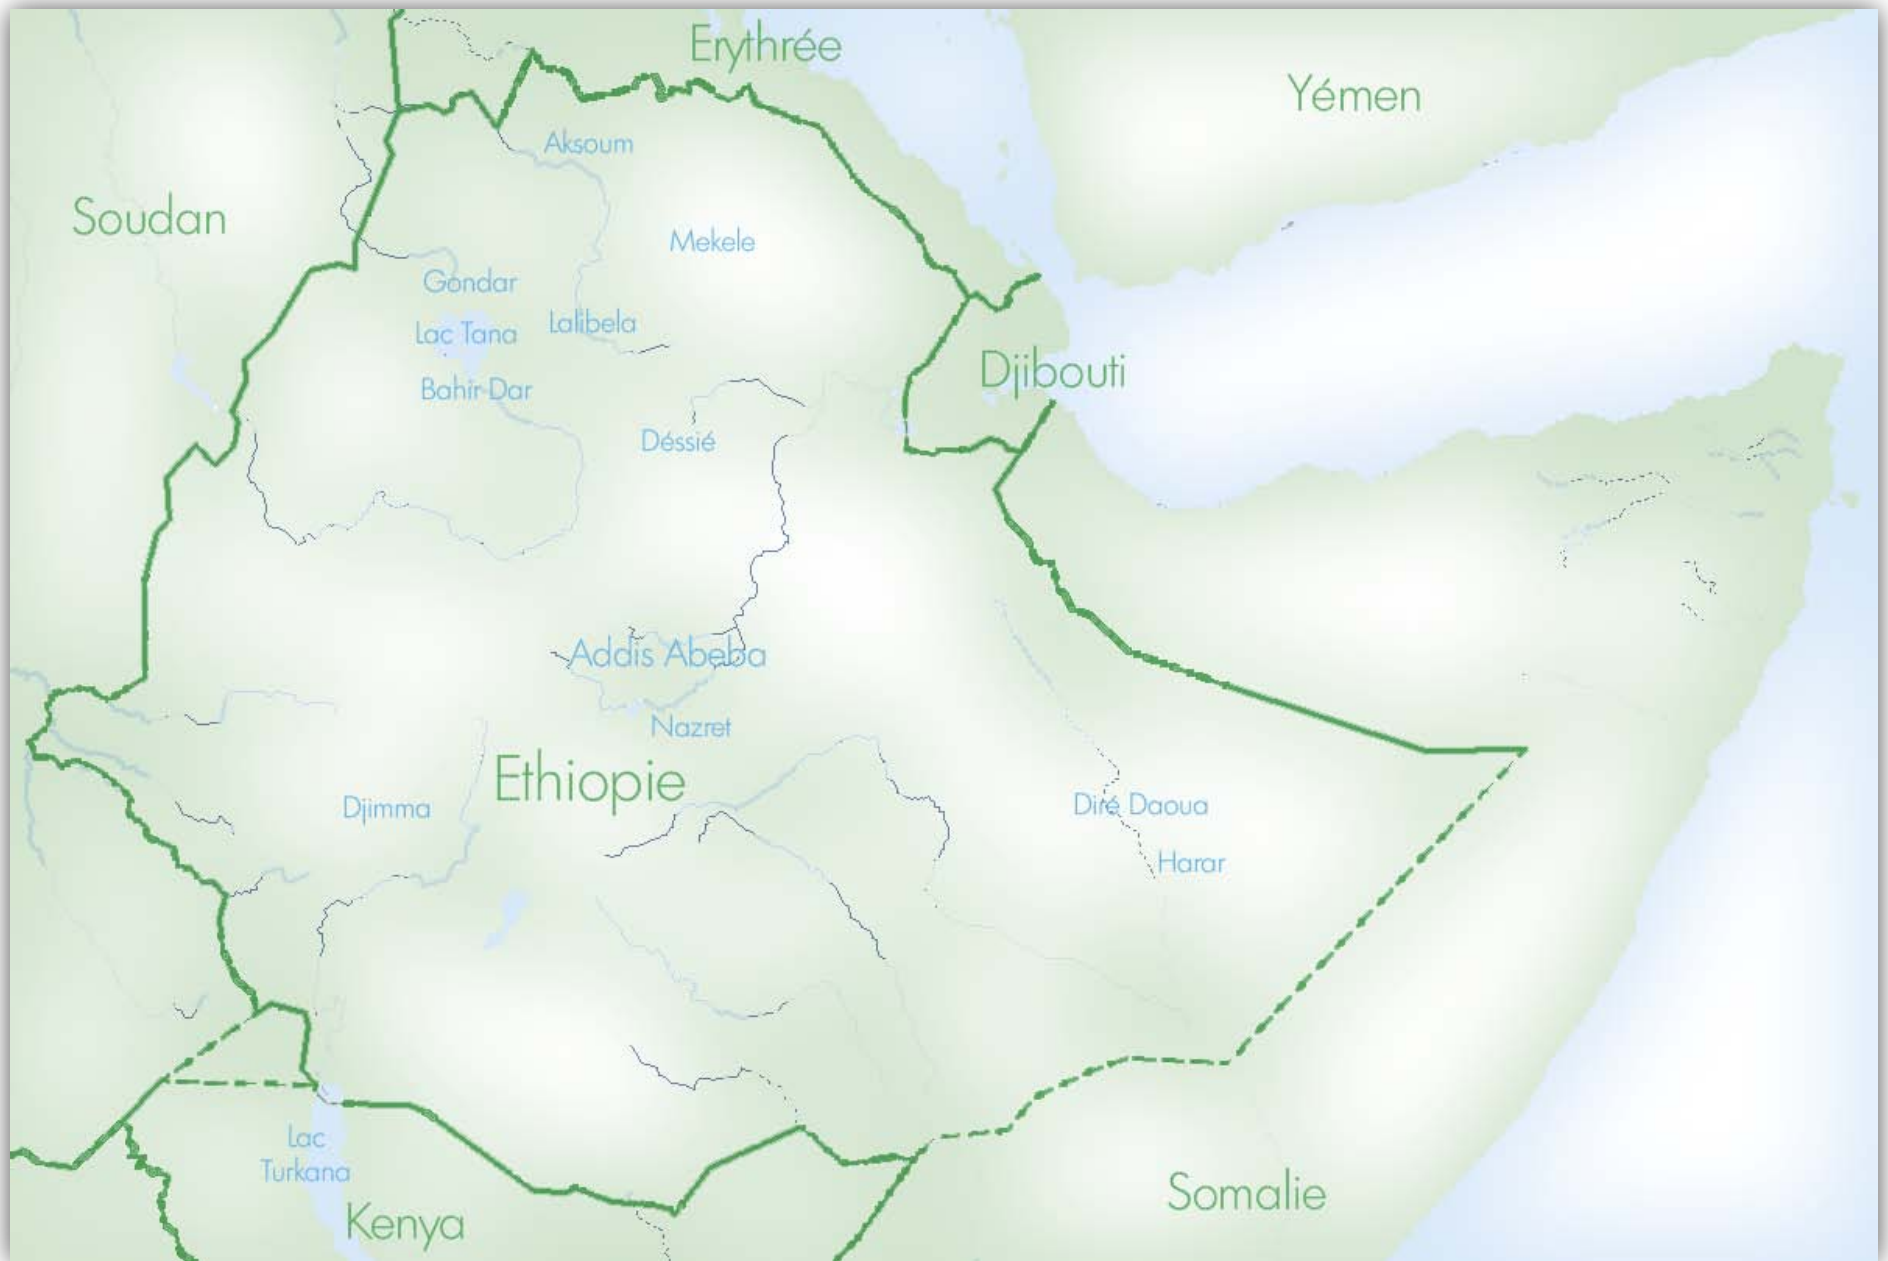 Erythrée
Yémen
Aksoum
Soudan
Mekele
Gondar
Lac Tana
Lalibela
Djibouti
Bahir-Dar
Déssié
Addis Abeba
Nazret
Ethiopie
Djimma
Diré Daoua
Harar
Lac
Turkana
Somalie
Kenya